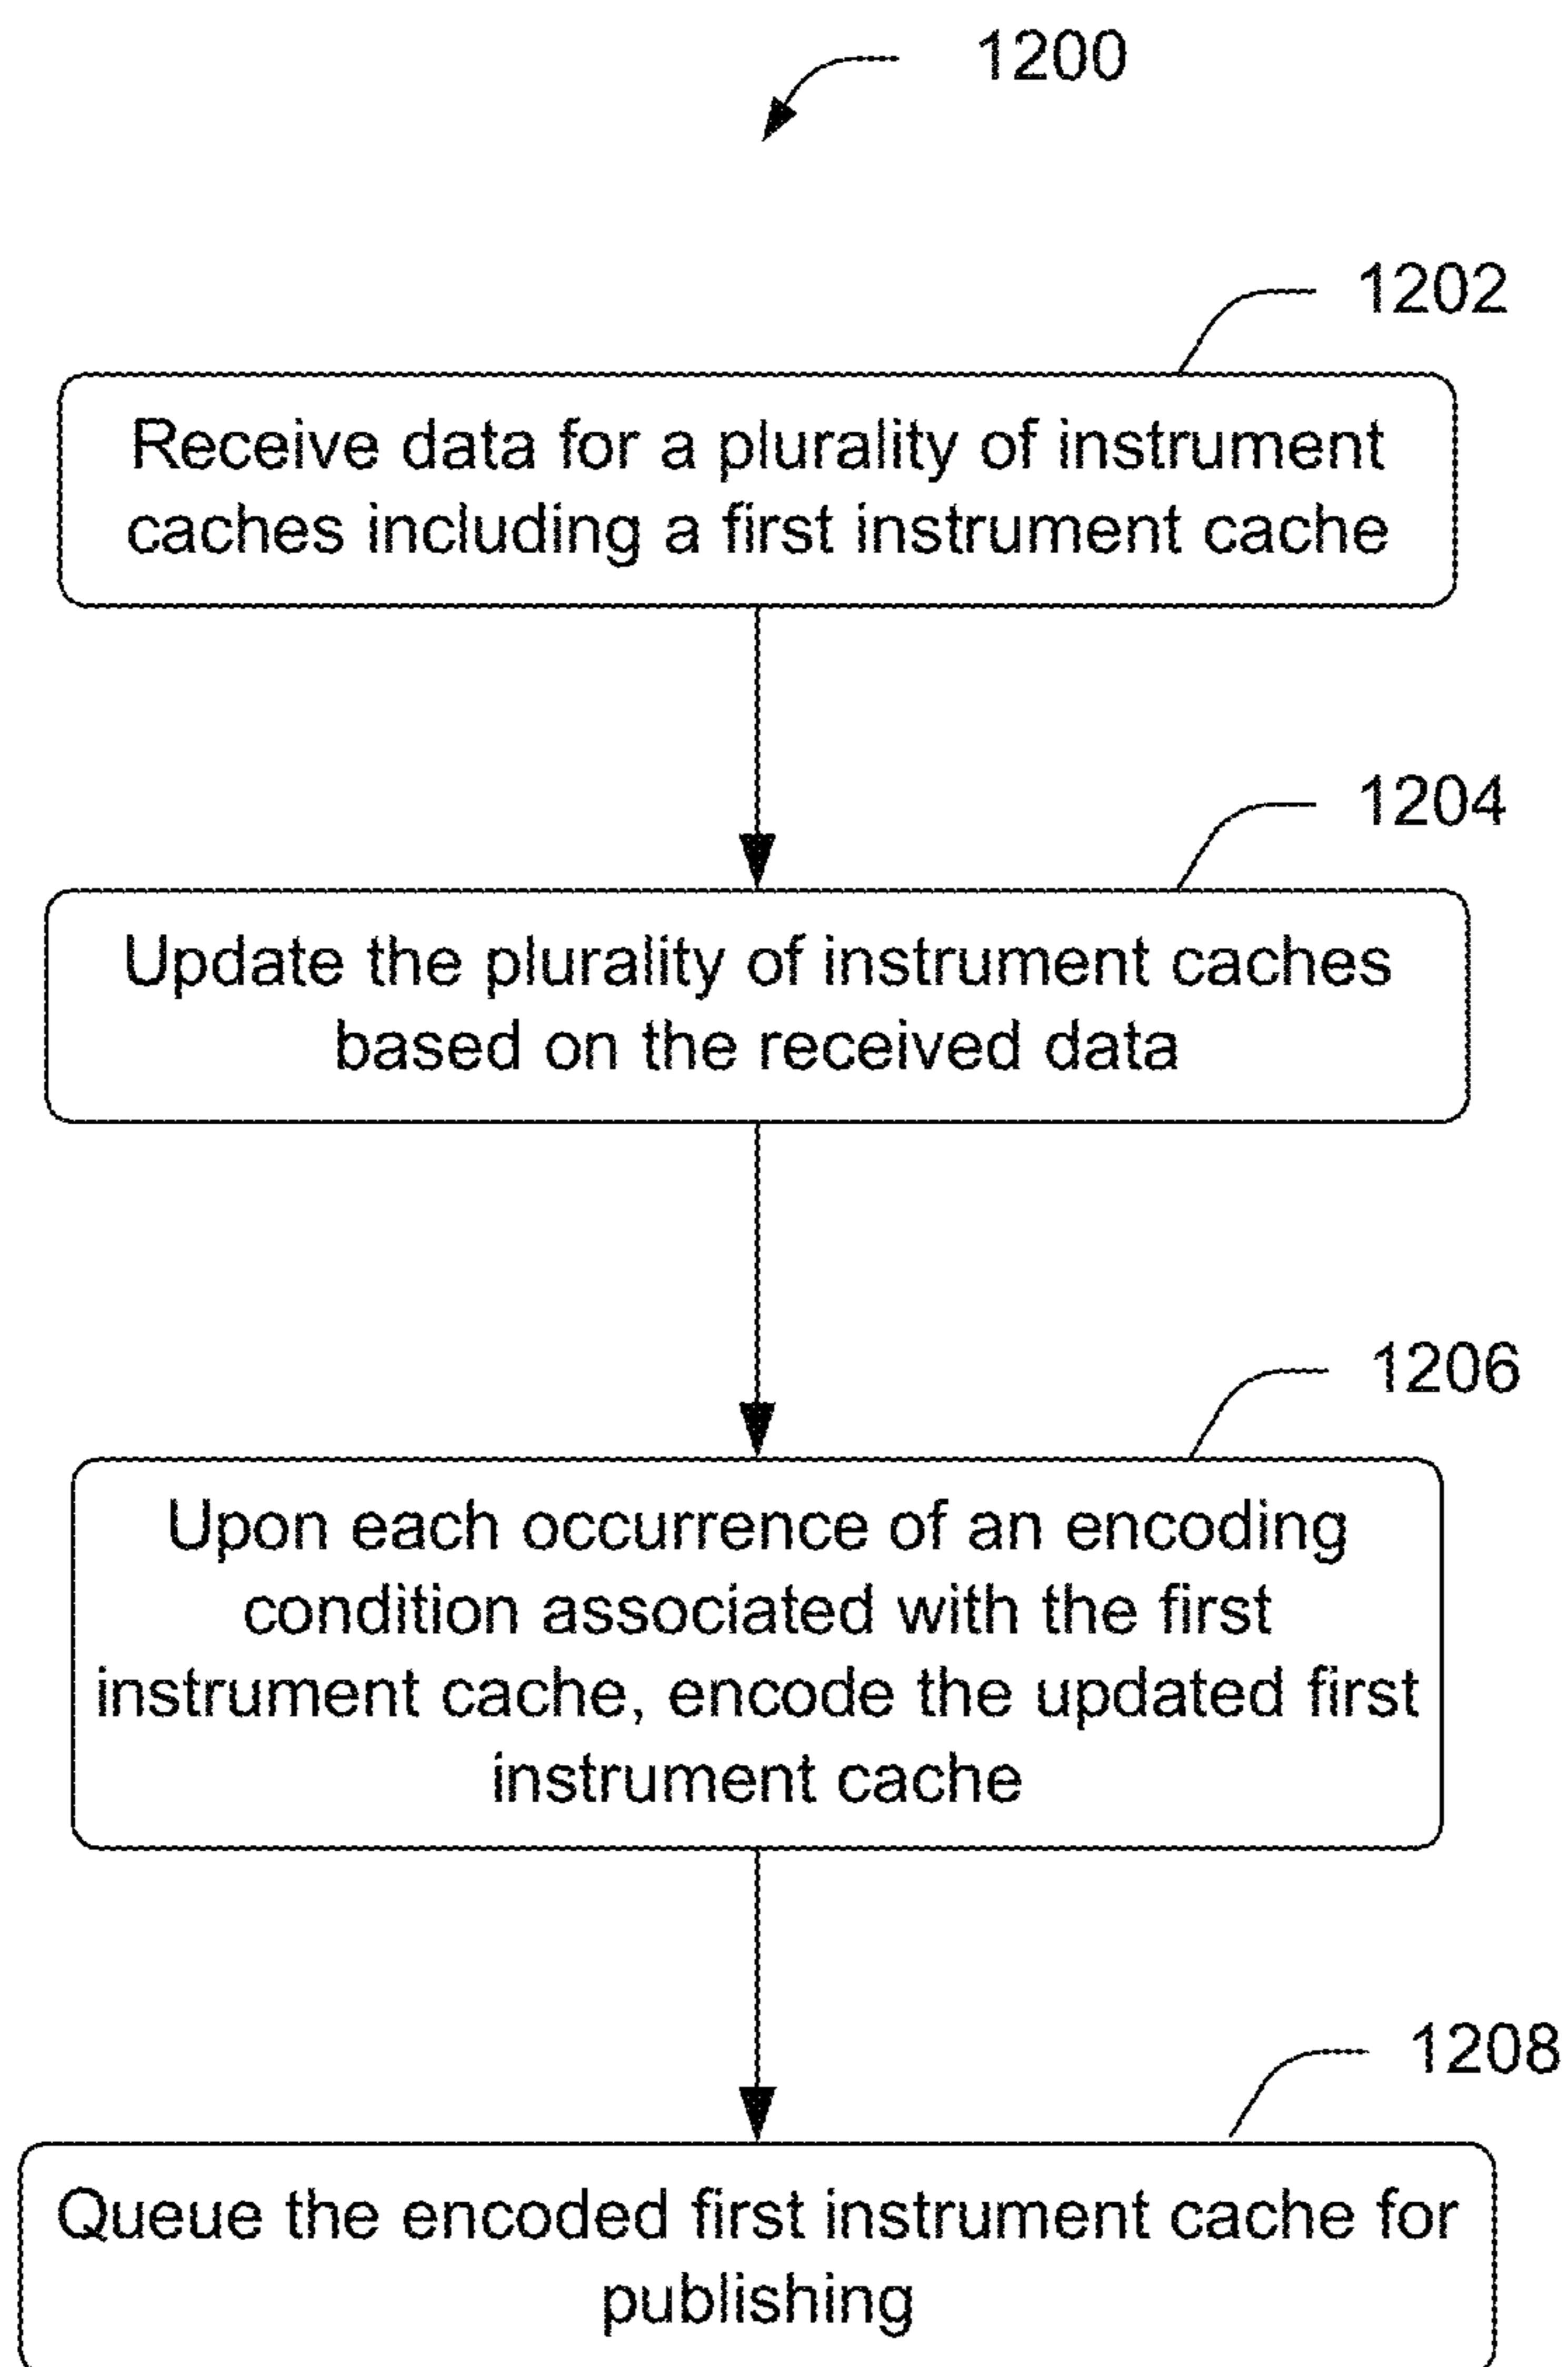 1200
1202
Receive data for a plurality of instrument
caches including a first instrument cache
1204
Update the plurality of instrument caches
based on the received data
1206
Upon each occurrence of an encoding
condition associated with the first
instrument cache, encode the updated first
instrument cache
1208
Queue the encoded first instrument cache for
publishing